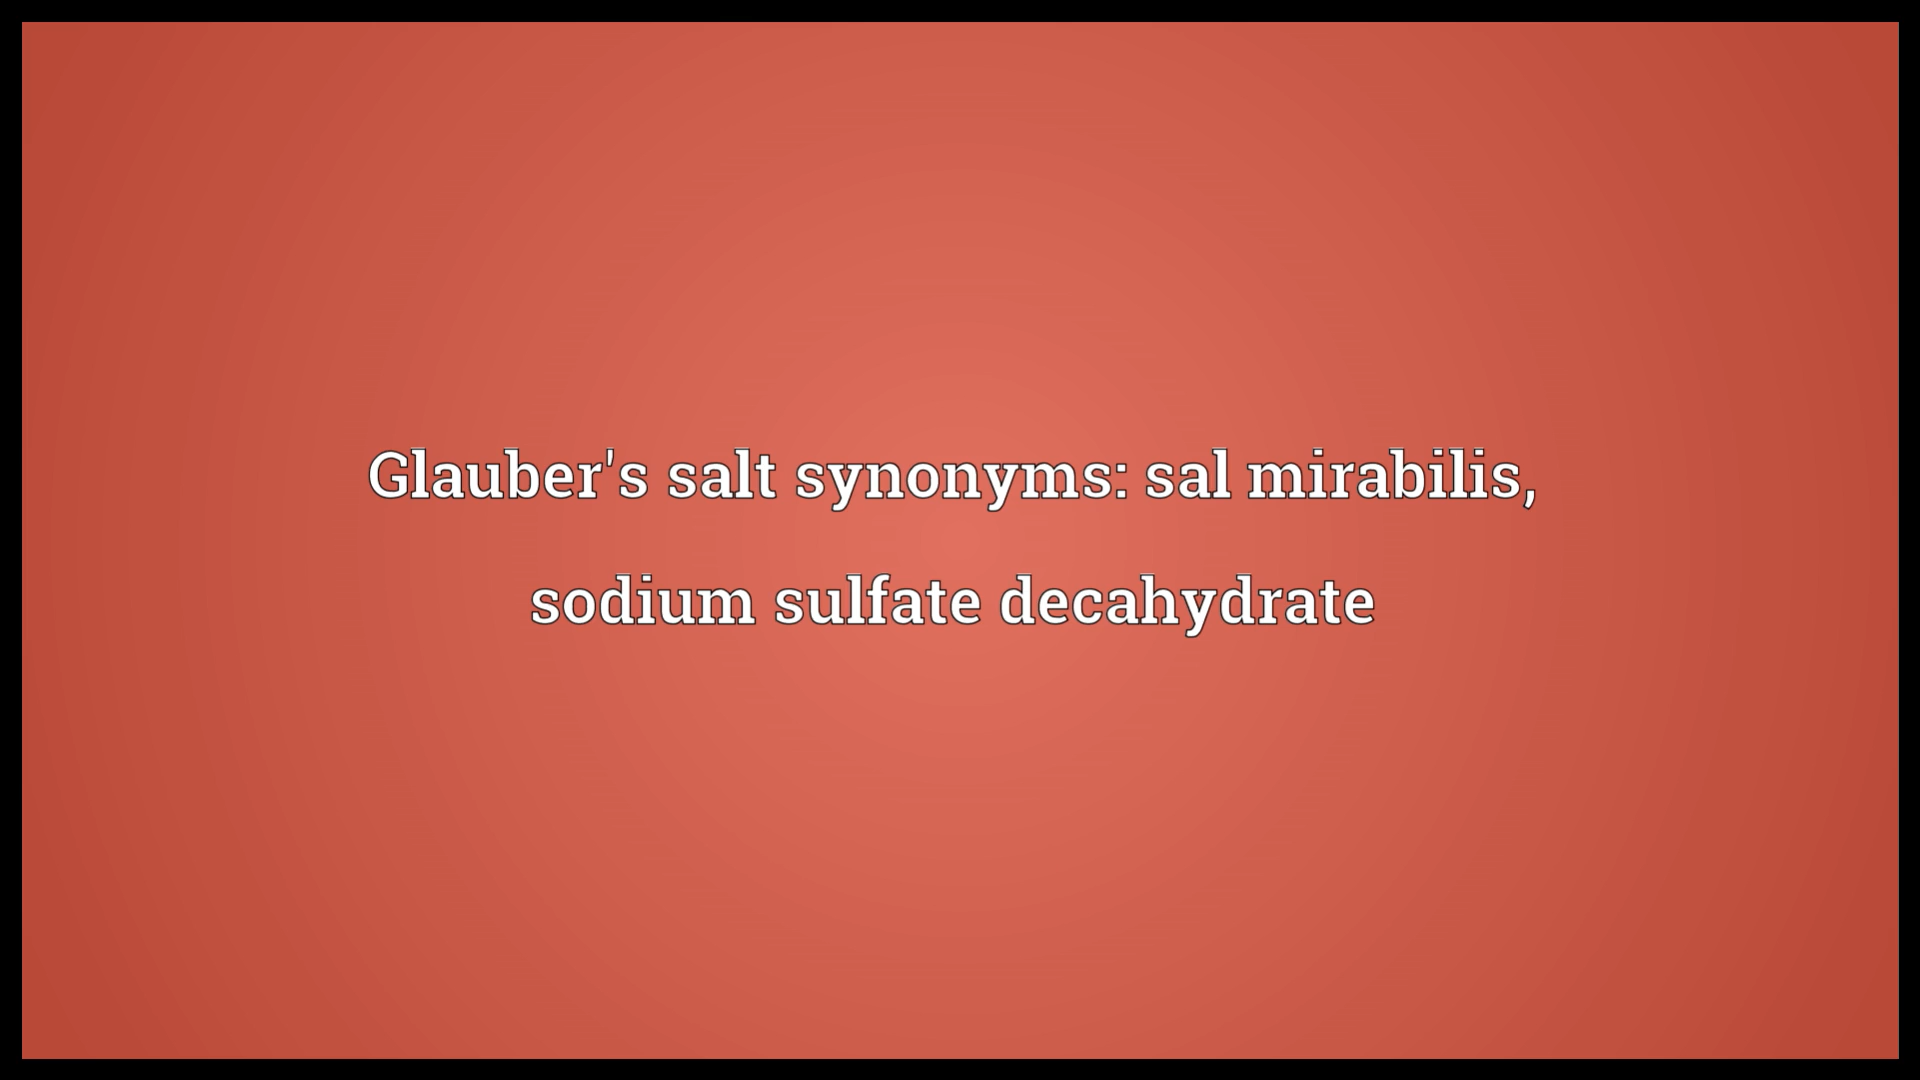 Glauber's salt synonyms: sal mirabilis,
sodium sulfate decahydrate